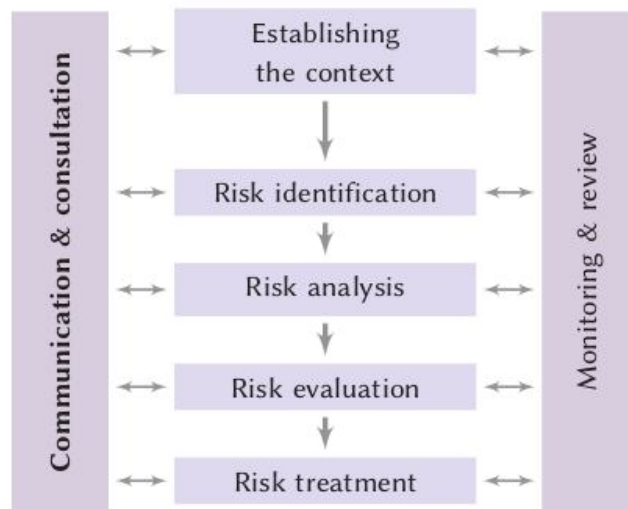 Communication & consultation
Establishing
the context
Risk identification
Risk analysis
Risk evaluation
Risk treatment
Monitoring & review